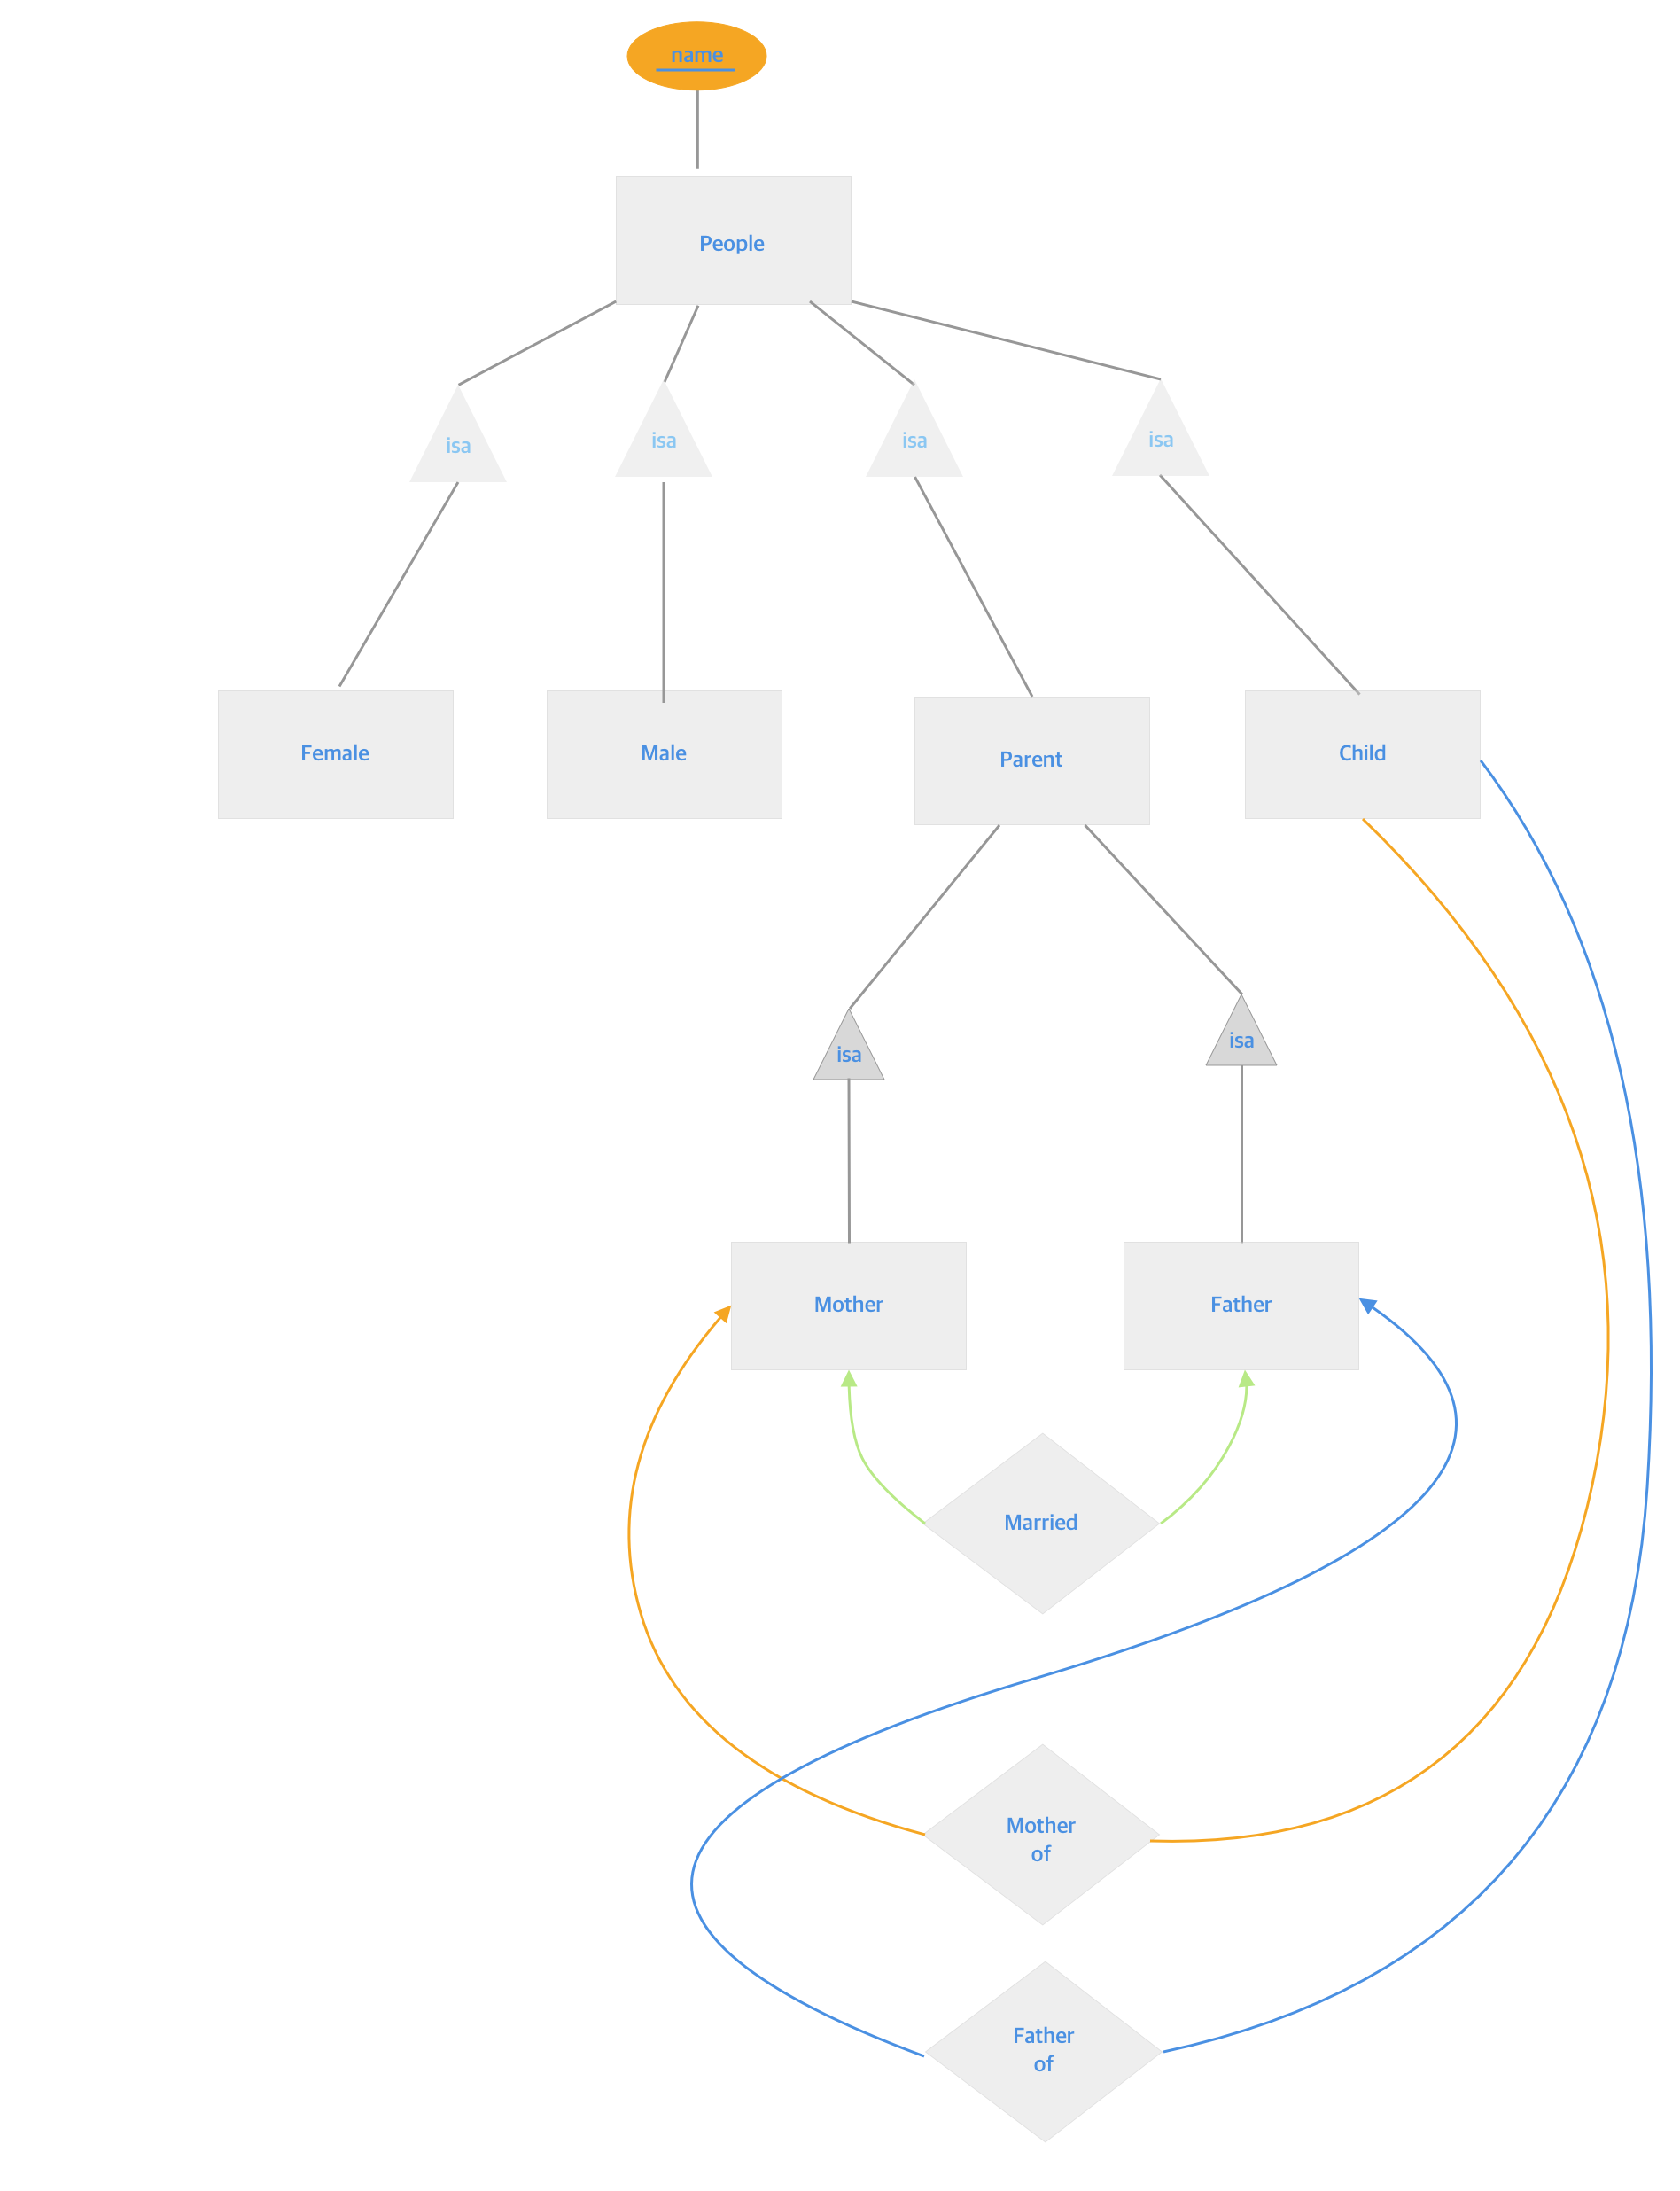 name
People
isa
isa
isa
isa
Female
Male
Parent
Child
isa
isa
Mother
Father
Married
Mother
of
Father
of